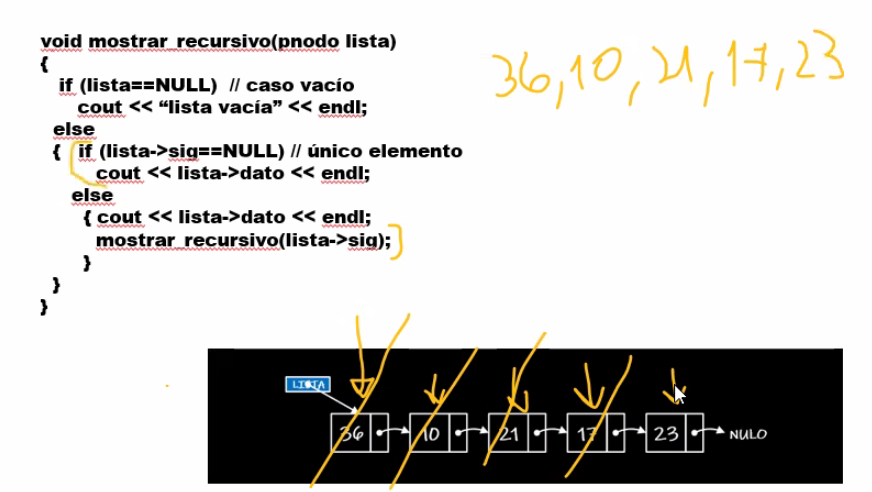 void mostrar_recursivo(pnodo lista)
{
if (lista==NULL) // caso vacío
cout << “lista vacía” << endl;
else
{ if (lista->sig==NULL) // único elemento
cout << lista->dato << endl;
else
{ cout << lista->dato << endl;
mostrar_recursivo(lista->sig);
}
}
}
36, 10, 21, 17, 23
LISTA
36 10 21 17 23 NULO